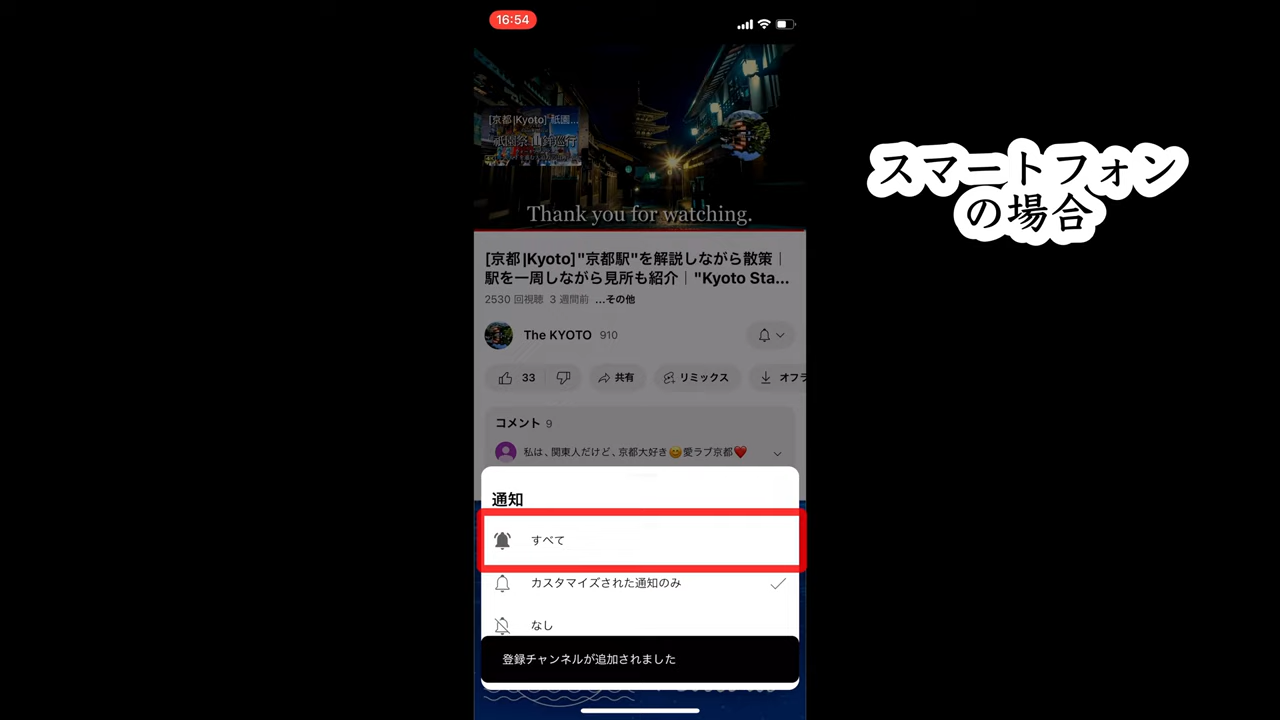 16:54
スマートフォン
の場合
[京都|Kyoto] 祇園...
祇園祭
Thank you for watching.
[京都|Kyoto]"京都駅"を解説しながら散策｜
駅を一周しながら見所も紹介｜"Kyoto Sta...
2530 回視聴 3 週間前 ...その他
The KYOTO 910
33 共有 リミックス オフラ
コメント 9
私は、関東人だけど、京都大好き😊愛ラブ京都❤️
通知
すべて
カスタマイズされた通知のみ
なし
登録チャンネルが追加されました